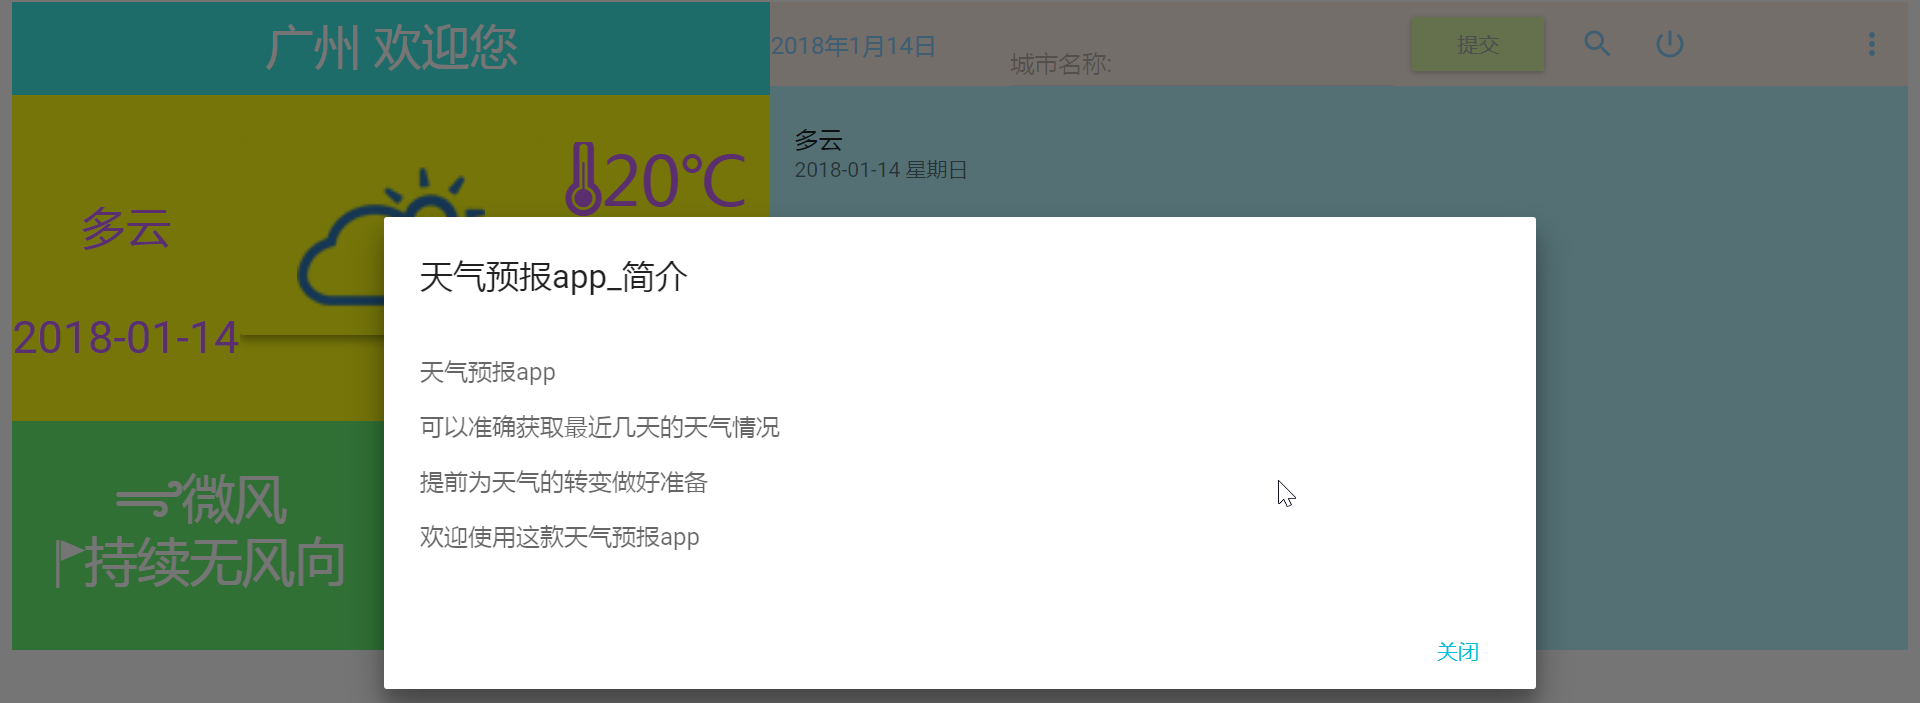 广州 欢迎您
2018年1月14日
城市名称:
提交
多云
2018-01-14 星期日
20℃
多云
2018-01-14
微风
持续无风向
天气预报app_简介
天气预报app
可以准确获取最近几天的天气情况
提前为天气的转变做好准备
欢迎使用这款天气预报app
关闭